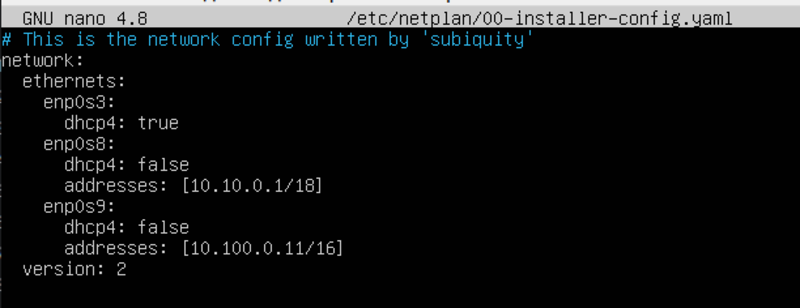 GNU nano 4.8 /etc/netplan/00-installer-config.yaml
# This is the network config written by 'subiquity'
network:
  ethernets:
    enp0s3:
      dhcp4: true
    enp0s8:
      dhcp4: false
      addresses: [10.10.0.1/18]
    enp0s9:
      dhcp4: false
      addresses: [10.100.0.11/16]
  version: 2